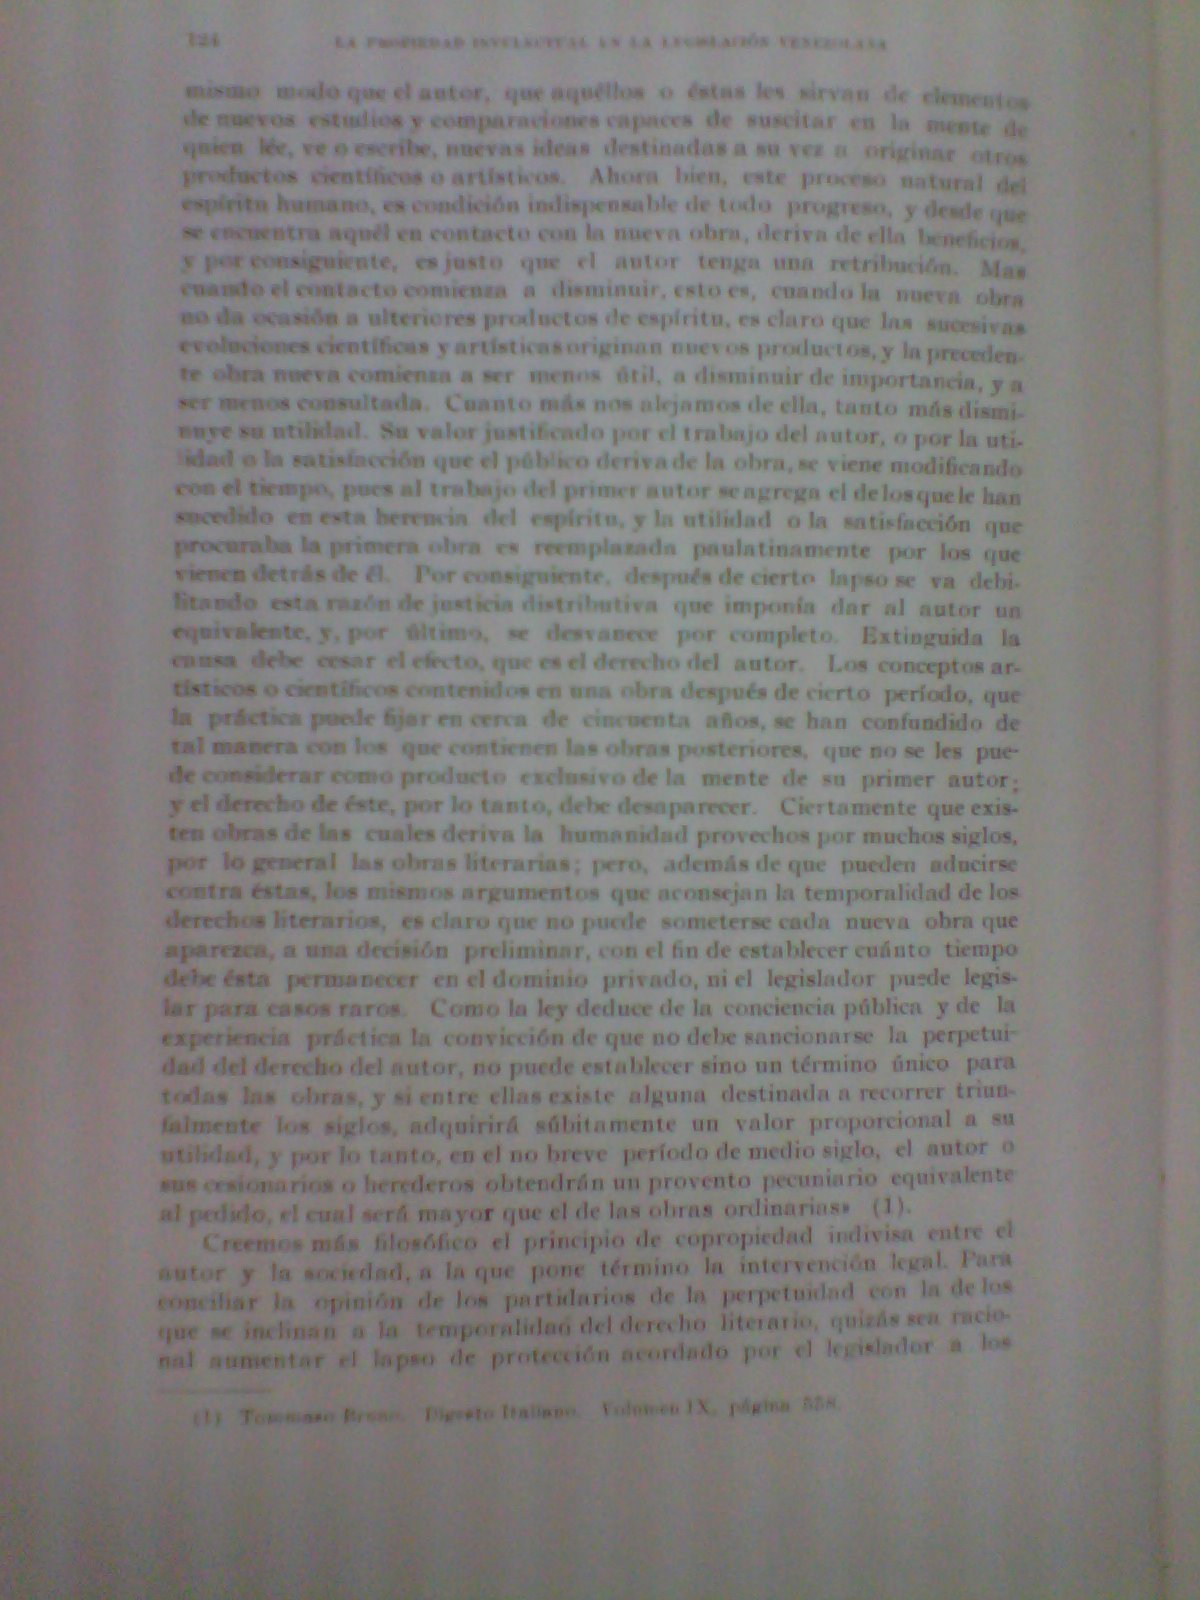 124 LA PROPIEDAD INTELECTUAL EN LA LEGISLACIÓN VENEZOLANA
mismo modo que el autor, que aquéllos o éstas les sirvan de elementos
de nuevos estudios y comparaciones capaces de suscitar en la mente de
quien lée, ve o escribe, nuevas ideas destinadas a su vez a originar otros
productos científicos o artísticos. Ahora bien, este proceso natural del
espíritu humano, es condición indispensable de todo progreso, y desde que
se encuentra aquél en contacto con la nueva obra, deriva de ella beneficios,
y por consiguiente, es justo que el autor tenga una retribución. Mas
cuando el contacto comienza a disminuir, esto es, cuando la nueva obra
no da ocasión a ulteriores productos de espíritu, es claro que las sucesivas
evoluciones científicas y artísticas originan nuevos productos, y la preceden-
te obra nueva comienza a ser menos útil, a disminuir de importancia, y a
ser menos consultada. Cuanto más nos alejamos de ella, tanto más dismi-
nuye su utilidad. Su valor justificado por el trabajo del autor, o por la uti-
lidad o la satisfacción que el público deriva de la obra, se viene modificando
con el tiempo, pues al trabajo del primer autor se agrega el de los que le han
sucedido en esta herencia del espíritu, y la utilidad o la satisfacción que
procuraba la primera obra es reemplazada paulatinamente por los que
vienen detrás de él. Por consiguiente, después de cierto lapso se va debi-
litando esta razón de justicia distributiva que imponía dar al autor un
equivalente, y, por último, se desvanece por completo. Extinguida la
causa debe cesar el efecto, que es el derecho del autor. Los conceptos ar-
tísticos o científicos contenidos en una obra después de cierto período, que
la práctica puede fijar en cerca de cincuenta años, se han confundido de
tal manera con los que contienen las obras posteriores, que no se les pue-
de considerar como producto exclusivo de la mente de su primer autor;
y el derecho de éste, por lo tanto, debe desaparecer. Ciertamente que exis-
ten obras de las cuales deriva la humanidad provechos por muchos siglos,
por lo general las obras literarias; pero, además de que pueden aducirse
contra éstas, los mismos argumentos que aconsejan la temporalidad de los
derechos literarios, es claro que no puede someterse cada nueva obra que
aparezca, a una decisión preliminar, con el fin de establecer cuánto tiempo
debe ésta permanecer en el dominio privado, ni el legislador puede legis-
lar para casos raros. Como la ley deduce de la conciencia pública y de la
experiencia práctica la convicción de que no debe sancionarse la perpetui-
dad del derecho del autor, no puede establecer sino un término único para
todas las obras, y si entre ellas existe alguna destinada a recorrer triun-
falmente los siglos, adquirirá súbitamente un valor proporcional a su
utilidad, y por lo tanto, en el no breve período de medio siglo, el autor o
sus cesionarios o herederos obtendrán un provento pecuniario equivalente
al pedido, el cual será mayor que el de las obras ordinarias» (1).
Creemos más filosófico el principio de copropiedad indivisa entre el
autor y la sociedad, a la que pone término la intervención legal. Para
conciliar la opinión de los partidarios de la perpetuidad con la de los
que se inclinan a la temporalidad del derecho literario, quizás sea racio-
nal aumentar el lapso de protección acordado por el legislador a los
(1) Tommaso Bruno. Digesto Italiano. Volumen IX, página 558.